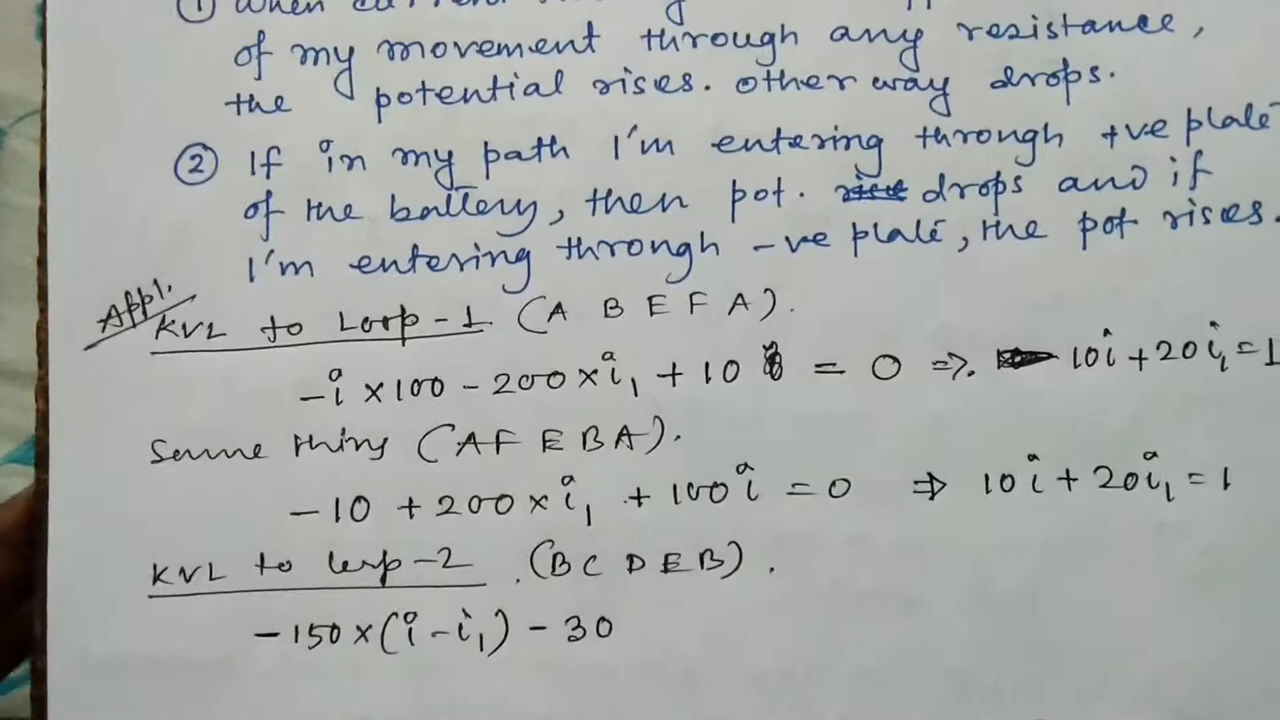 ① When
of my movement through any resistance,
the potential rises. other way drops.
② If in my path I'm entering through +ve plate
of the battery, then pot. drops and if
I'm entering through -ve plate, the pot rises.
Appl.
KVL to Loop-1 (A B E F A).
-i × 100 - 200 × i₁ + 10 = 0 ⇒ 10i + 20i₁ = 1
Same thing (AF E B A).
-10 + 200 × i₁ + 100i = 0 ⇒ 10i + 20i₁ = 1
KVL to loop-2 . (B C D E B) .
-150 × (i - i₁) - 30